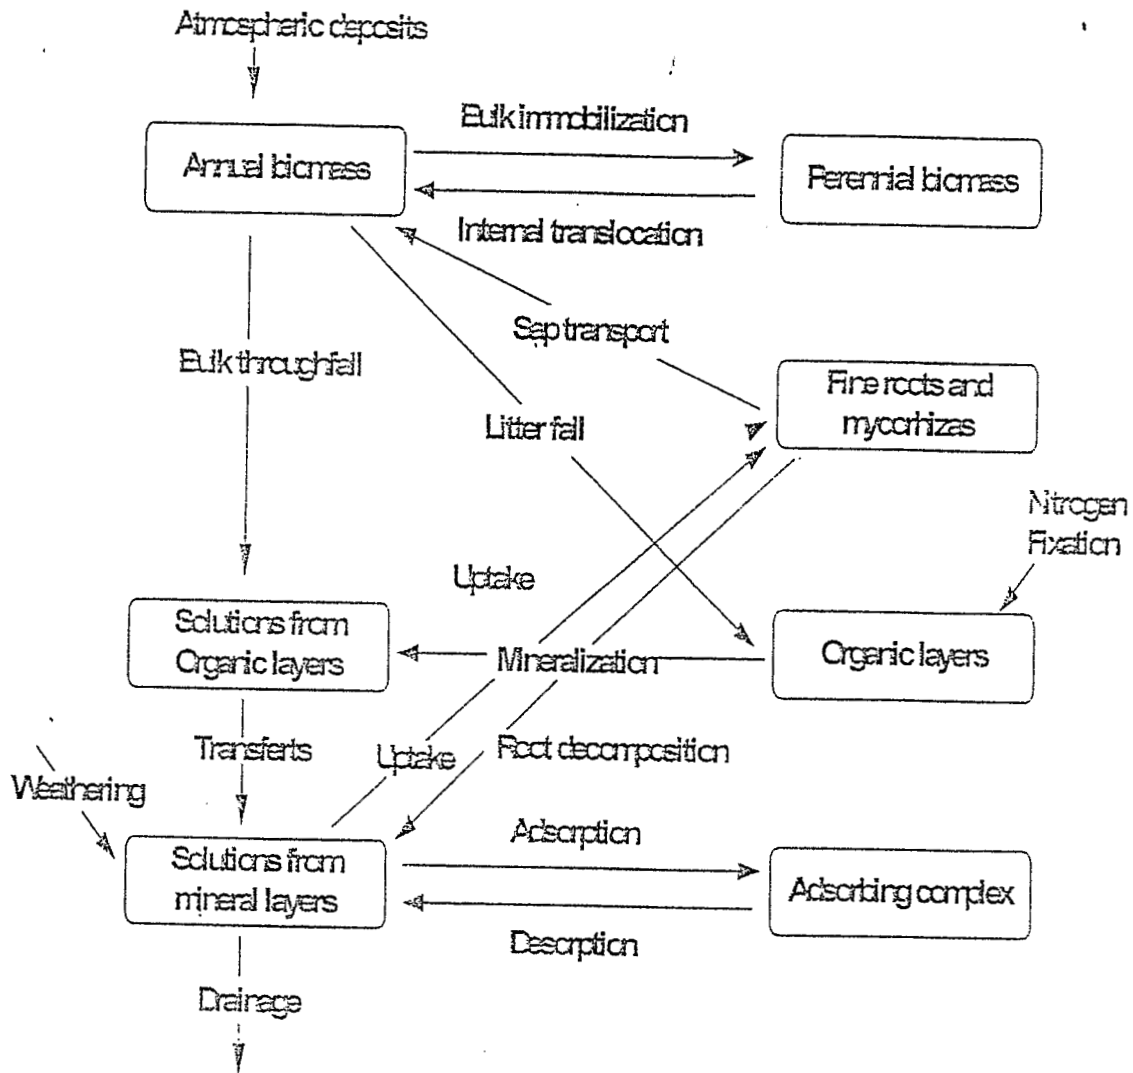 Atmospheric deposits
Bulk immobilization
Annual biomass
Perennial biomass
Internal translocation
Sap transport
Bulk throughfall
Fine roots and
mycorhizas
Litter fall
Nitrogen
Fixation
Uptake
Solutions from
Organic layers
Mineralization
Organic layers
Transferts
Uptake
Root decomposition
Weathering
Adsorption
Solutions from
mineral layers
Adsorbing complex
Desorption
Drainage